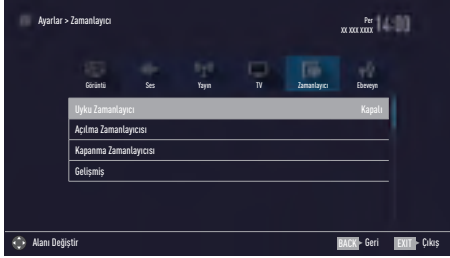 Ayarlar > Zamanlayıcı
Per 14:00
xx xxx xxxx
Görüntü Ses Yayın TV Zamanlayıcı Ebeveyn
Uyku Zamanlayıcı Kapalı
Açılma Zamanlayıcısı
Kapanma Zamanlayıcısı
Gelişmiş
Alanı Değiştir BACK Geri EXIT Çıkış